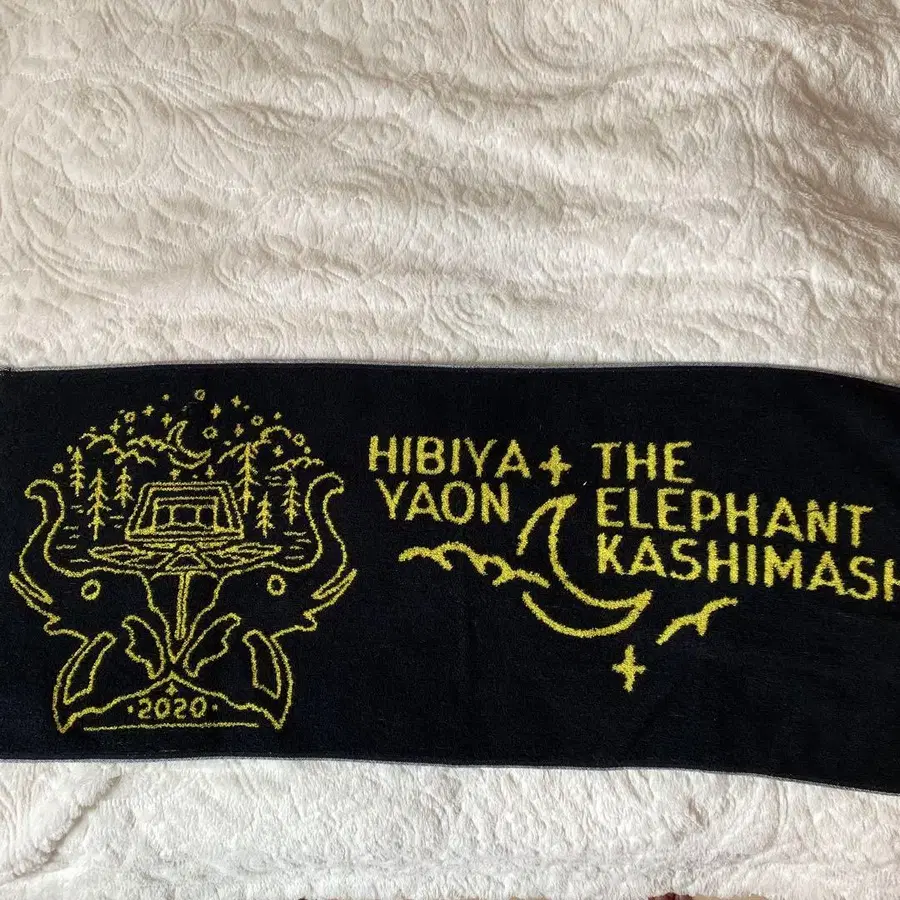 HIBIYA
YAON
THE
ELEPHANT
KASHIMASH
·2020·